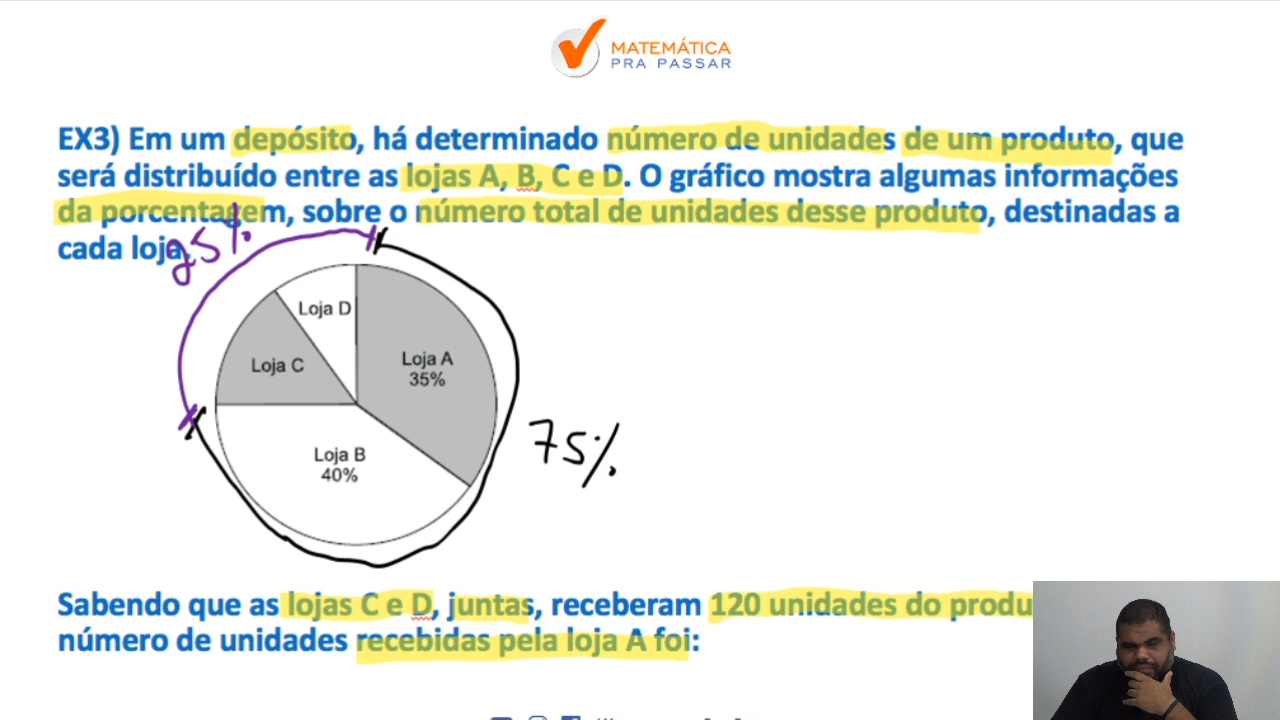 MATEMÁTICA
PRA PASSAR
EX3) Em um depósito, há determinado número de unidades de um produto, que
será distribuído entre as lojas A, B, C e D. O gráfico mostra algumas informações
da porcentagem, sobre o número total de unidades desse produto, destinadas a
cada loja.
25%
Loja D
Loja A
35%
Loja C
75%
Loja B
40%
Sabendo que as lojas C e D, juntas, receberam 120 unidades do
número de unidades recebidas pela loja A foi: